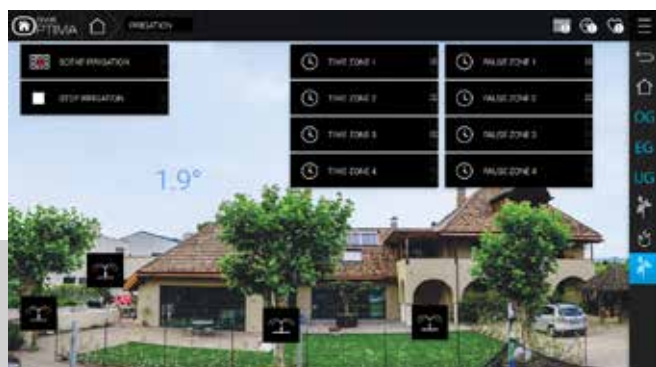 OPTIMA
IRRIGATION
SCENE IRRIGATION
STOP IRRIGATION
TIME ZONE 1
TIME ZONE 2
TIME ZONE 3
TIME ZONE 4
PAUSE ZONE 1
PAUSE ZONE 2
PAUSE ZONE 3
PAUSE ZONE 4
1.9°
OG
EG
UG